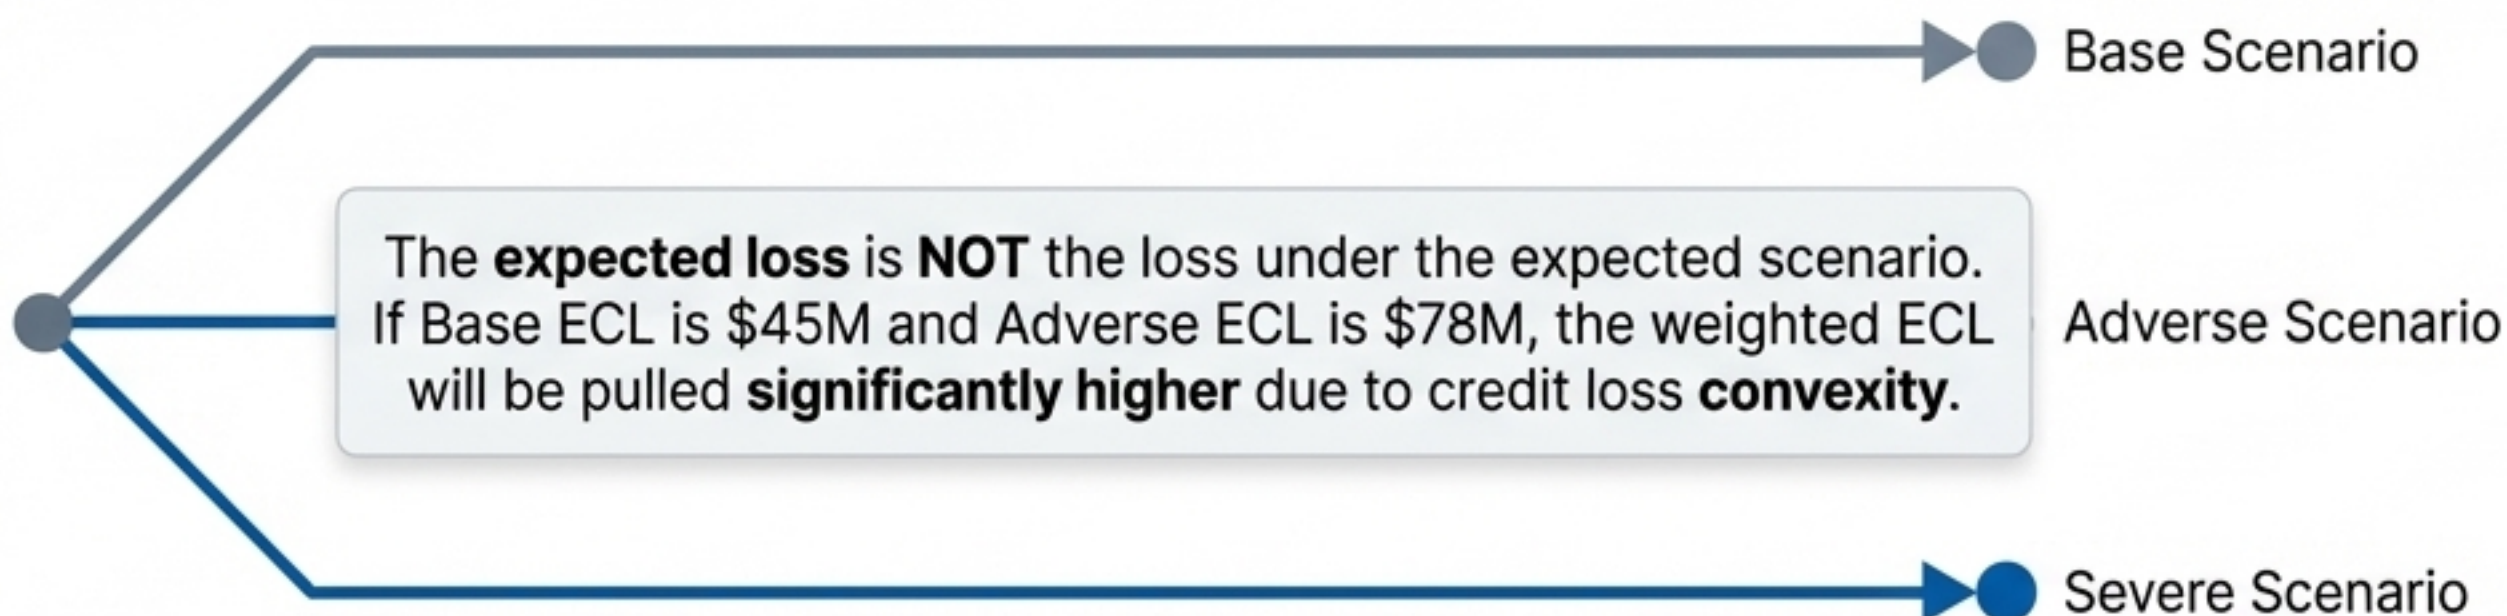 Base Scenario
The expected loss is NOT the loss under the expected scenario.
If Base ECL is $45M and Adverse ECL is $78M, the weighted ECL
will be pulled significantly higher due to credit loss convexity.
Adverse Scenario
Severe Scenario